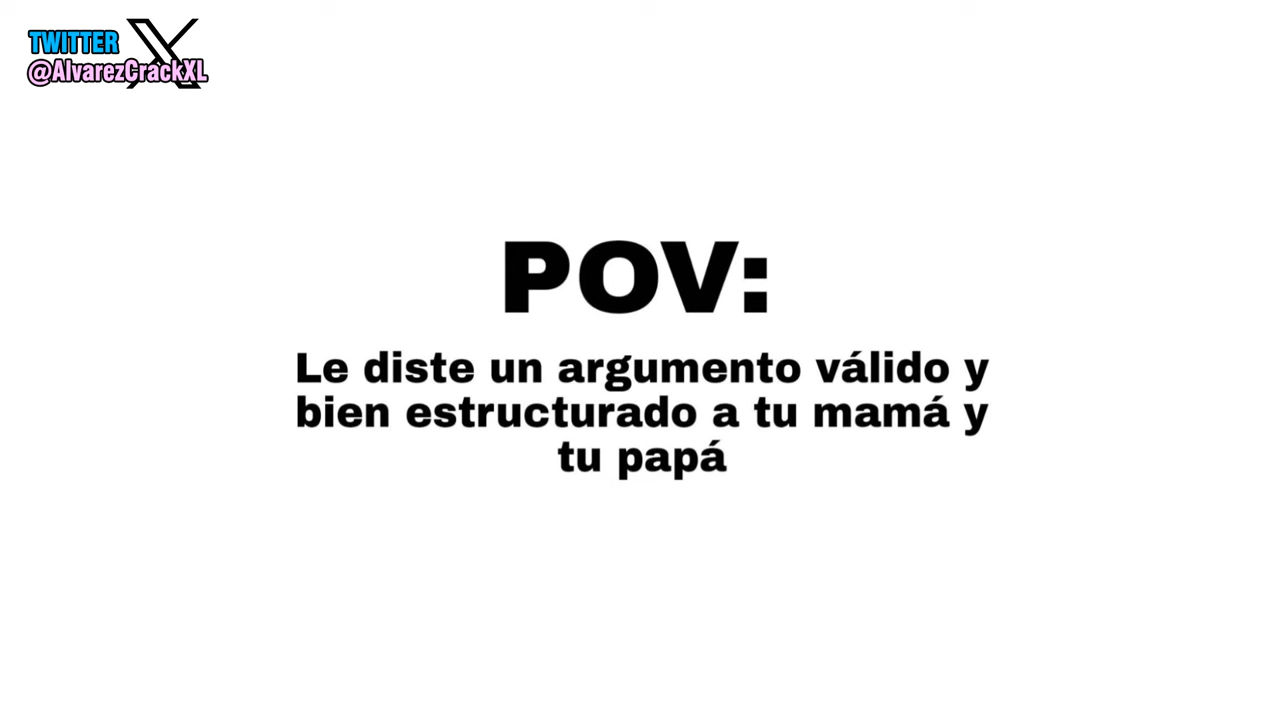 TWITTER
@AlvarezCrackXL
POV:
Le diste un argumento válido y
bien estructurado a tu mamá y
tu papá